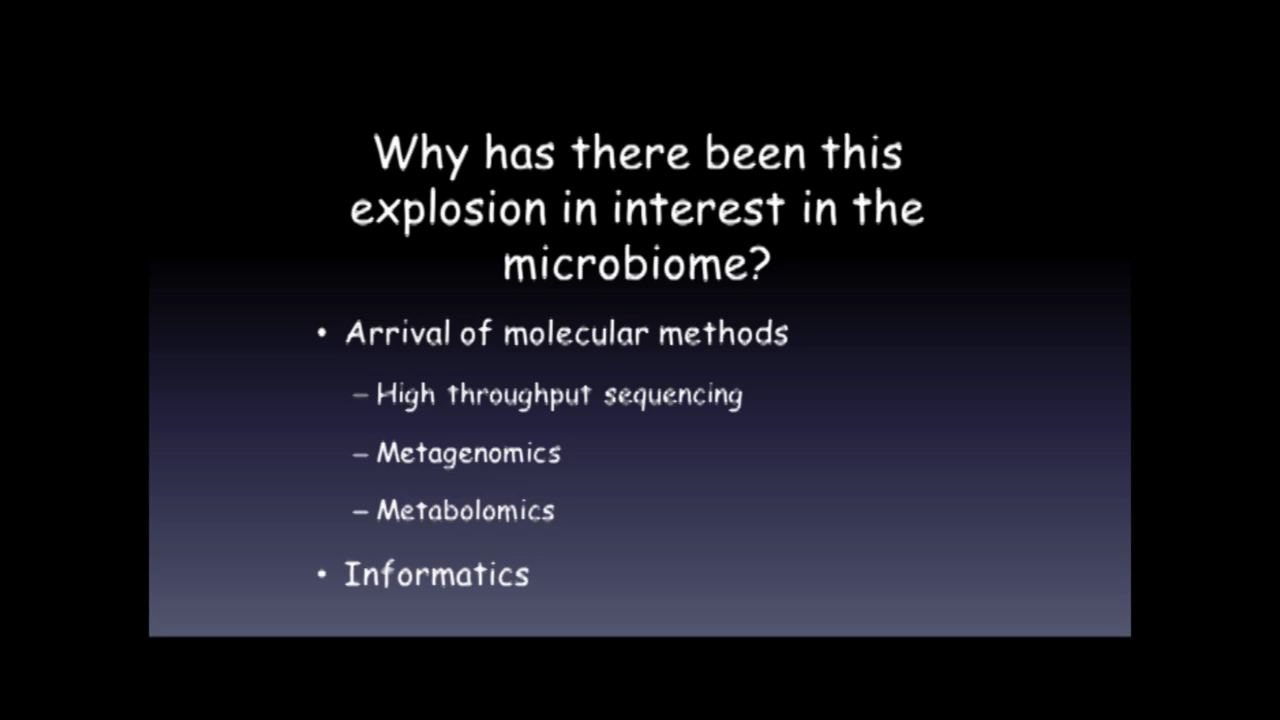 Why has there been this
explosion in interest in the
microbiome?
• Arrival of molecular methods
– High throughput sequencing
– Metagenomics
– Metabolomics
• Informatics